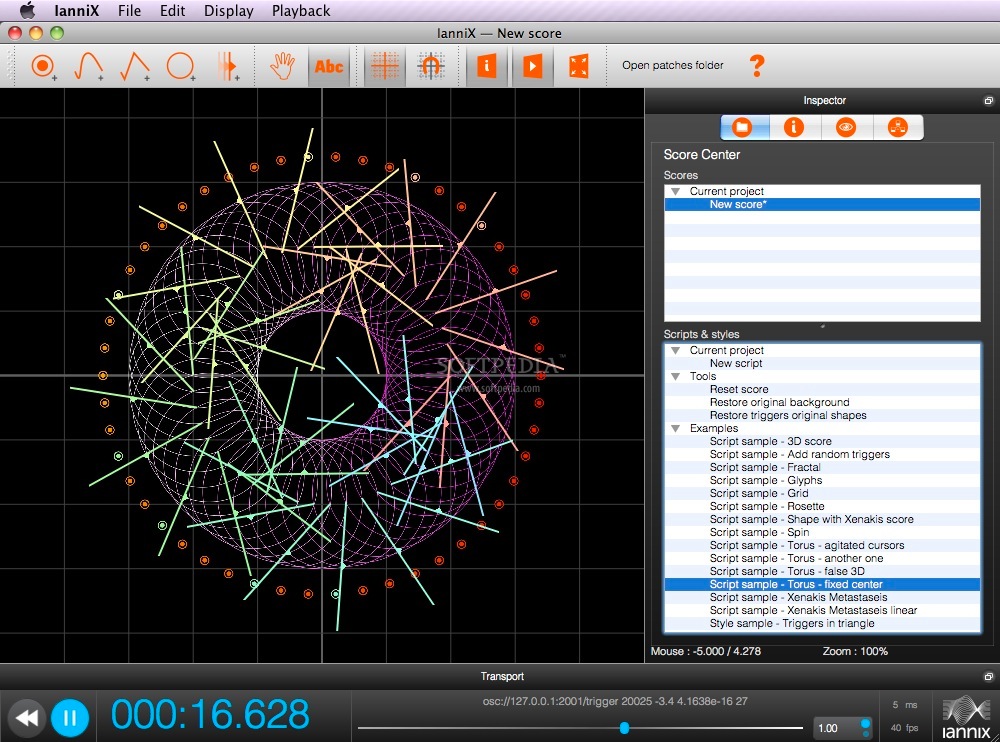 IanniX File Edit Display Playback
IanniX — New score
Abc
Open patches folder
?
Inspector
Score Center
Scores
Current project
New score*
Scripts & styles
Current project
New script
Tools
Reset score
Restore original background
Restore triggers original shapes
Examples
Script sample - 3D score
Script sample - Add random triggers
Script sample - Fractal
Script sample - Glyphs
Script sample - Grid
Script sample - Rosette
Script sample - Shape with Xenakis score
Script sample - Spin
Script sample - Torus - agitated cursors
Script sample - Torus - another one
Script sample - Torus - false 3D
Script sample - Torus - fixed center
Script sample - Xenakis Metastaseis
Script sample - Xenakis Metastaseis linear
Style sample - Triggers in triangle
SOFTPEDIA™
www.softpedia.com
Mouse : -5.000 / 4.278 Zoom : 100%
Transport
000:16.628
osc://127.0.0.1:2001/trigger 20025 -3.4 4.1638e-16 27
1.00
5 ms
40 fps
ianniX